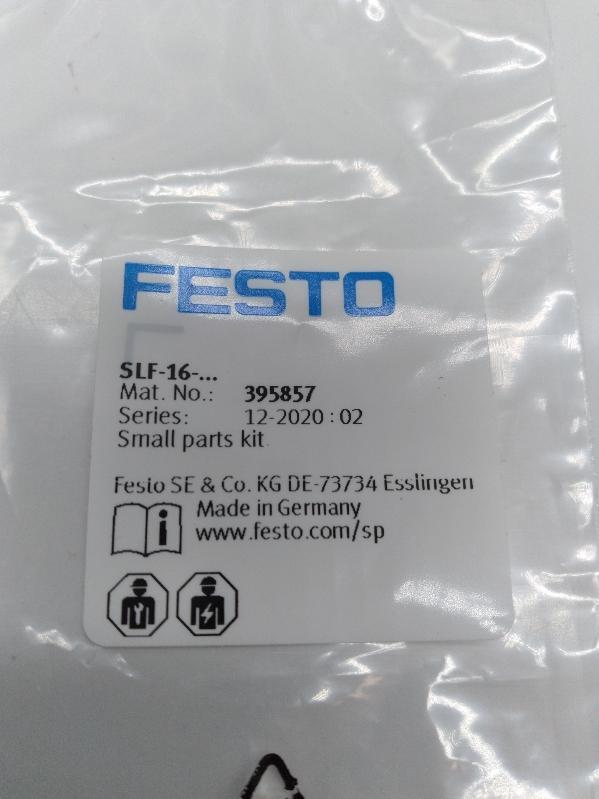 FESTO
SLF-16-...
Mat. No.: 395857
Series: 12-2020:02
Small parts kit
Festo SE & Co. KG DE-73734 Esslingen
Made in Germany
www.festo.com/sp